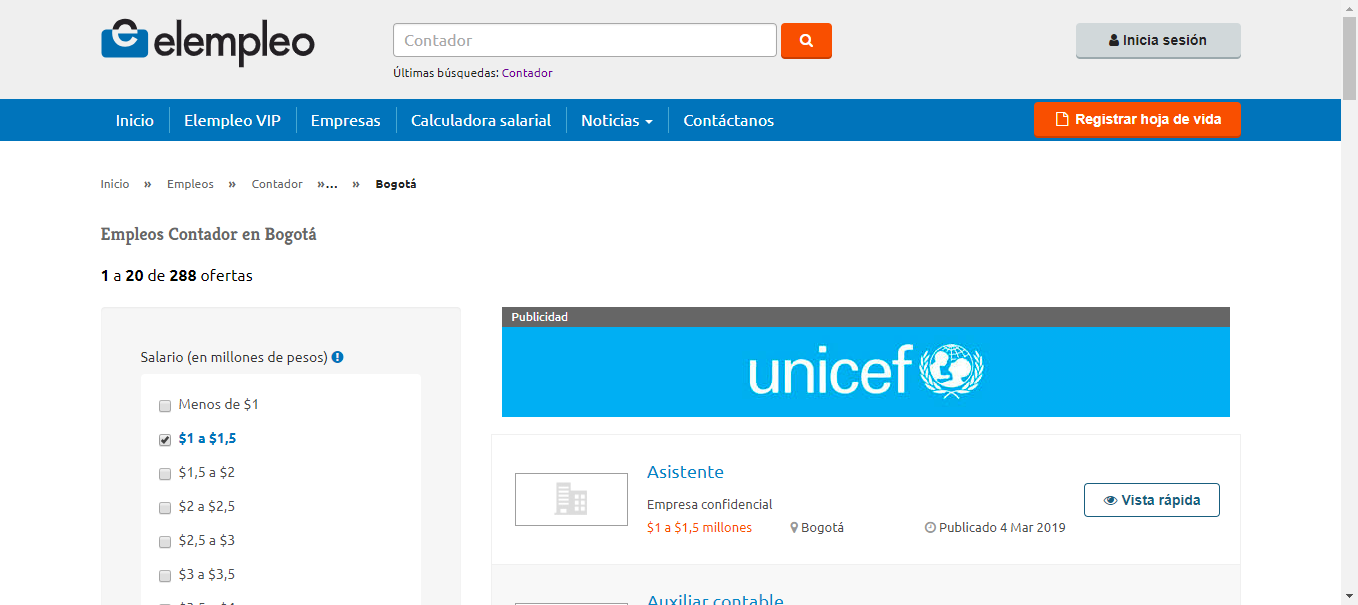 elempleo
Contador
Inicia sesión
Últimas búsquedas: Contador
Inicio Elempleo VIP Empresas Calculadora salarial Noticias Contáctanos Registrar hoja de vida
Inicio » Empleos » Contador »... » Bogotá
Empleos Contador en Bogotá
1 a 20 de 288 ofertas
Salario (en millones de pesos)
Menos de $1
$1 a $1,5
$1,5 a $2
$2 a $2,5
$2,5 a $3
$3 a $3,5
$3,5 a $4
Publicidad
unicef
Asistente
Empresa confidencial
$1 a $1,5 millones Bogotá Publicado 4 Mar 2019
Vista rápida
Auxiliar contable